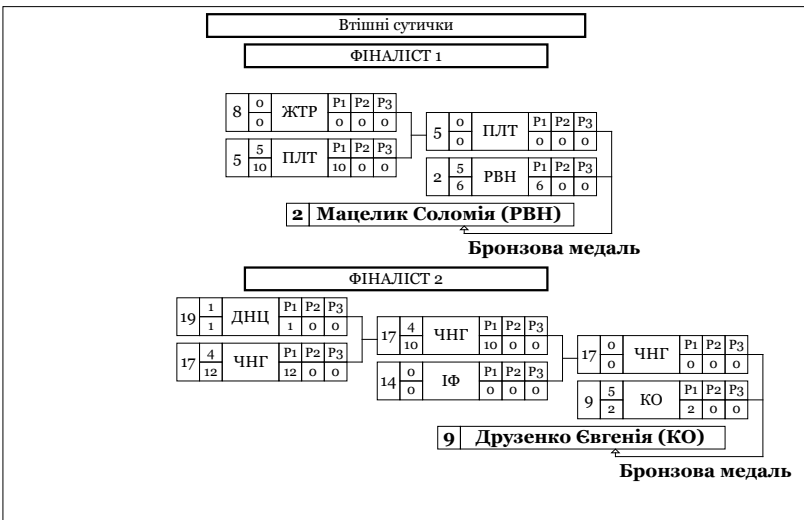 Втішні сутички
ФІНАЛІСТ 1
8 0 0 ЖТР P1 P2 P3 0 0 0
5 5 10 ПЛТ P1 P2 P3 10 0 0
5 0 0 ПЛТ P1 P2 P3 0 0 0
2 5 6 РВН P1 P2 P3 6 0 0
2 Мацелик Соломія (РВН)
Бронзова медаль
ФІНАЛІСТ 2
19 1 1 ДНЦ P1 P2 P3 1 0 0
17 4 12 ЧНГ P1 P2 P3 12 0 0
17 4 10 ЧНГ P1 P2 P3 10 0 0
14 0 0 ІФ P1 P2 P3 0 0 0
17 0 0 ЧНГ P1 P2 P3 0 0 0
9 5 2 КО P1 P2 P3 2 0 0
9 Друзенко Євгенія (КО)
Бронзова медаль